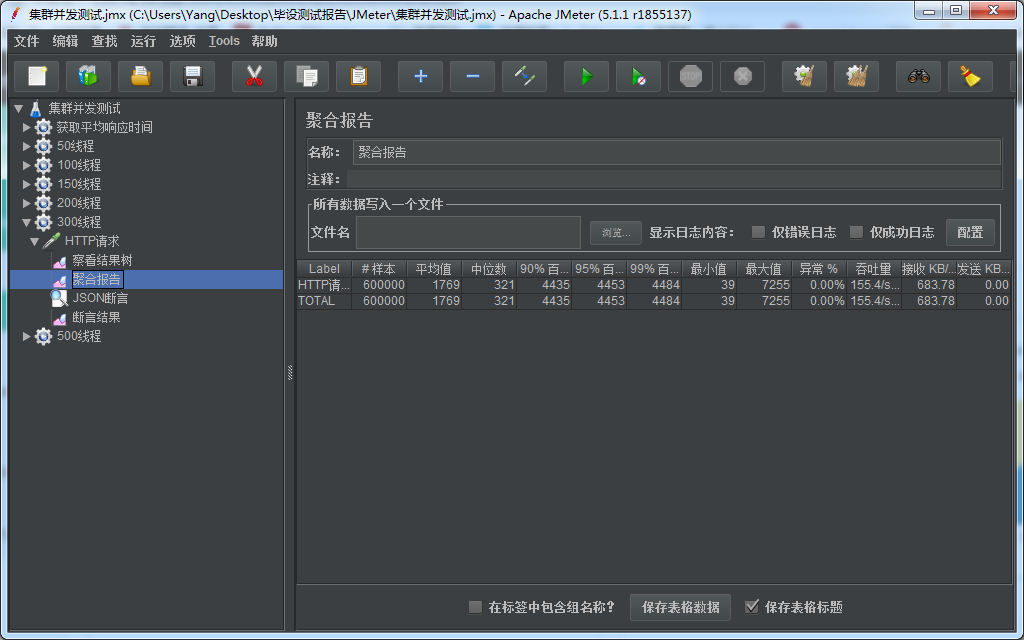 集群并发测试.jmx (C:\Users\Yang\Desktop\毕设测试报告\JMeter\集群并发测试.jmx) - Apache JMeter (5.1.1 r1855137)
文件 编辑 查找 运行 选项 Tools 帮助
STOP
集群并发测试
获取平均响应时间
50线程
100线程
150线程
200线程
300线程
HTTP请求
察看结果树
聚合报告
JSON断言
断言结果
500线程
聚合报告
名称: 聚合报告
注释:
所有数据写入一个文件
文件名 浏览... 显示日志内容: 仅错误日志 仅成功日志 配置
Label # 样本 平均值 中位数 90% 百... 95% 百... 99% 百... 最小值 最大值 异常 % 吞吐量 接收 KB/... 发送 KB...
HTTP请... 600000 1769 321 4435 4453 4484 39 7255 0.00% 155.4/s... 683.78 0.00
TOTAL 600000 1769 321 4435 4453 4484 39 7255 0.00% 155.4/s... 683.78 0.00
在标签中包含组名称? 保存表格数据 保存表格标题